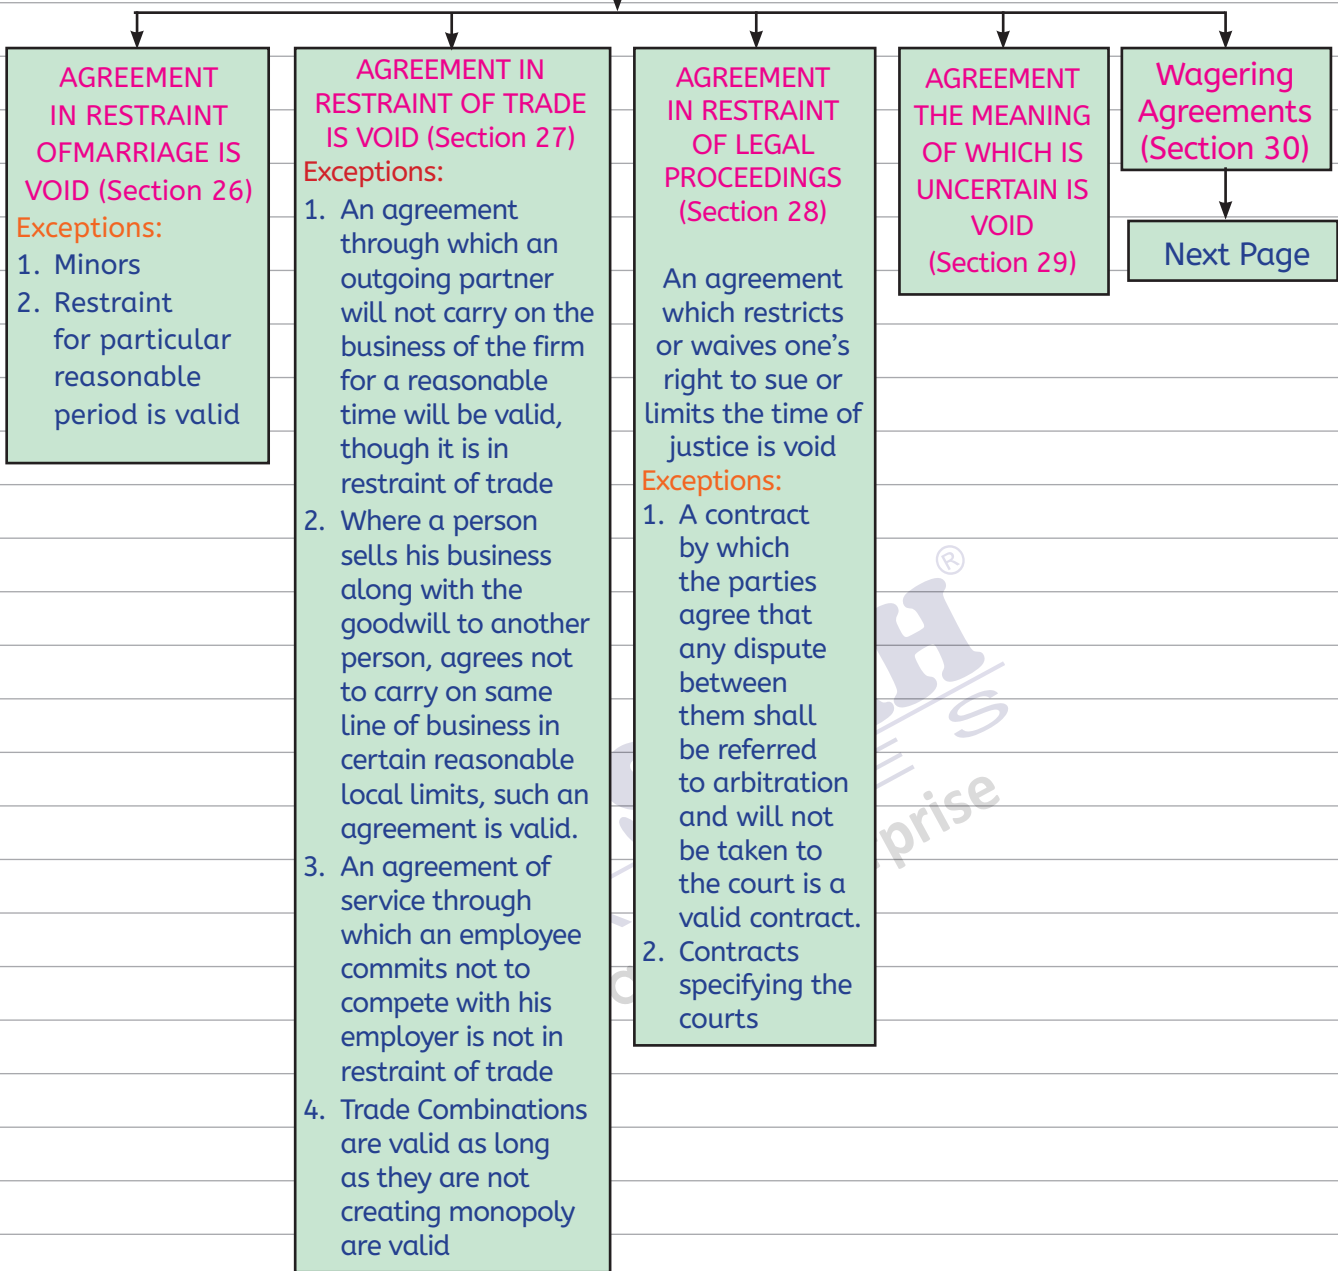 AGREEMENT
IN RESTRAINT
OFMARRIAGE IS
VOID (Section 26)
Exceptions:
1. Minors
2. Restraint
for particular
reasonable
period is valid
AGREEMENT IN
RESTRAINT OF TRADE
IS VOID (Section 27)
Exceptions:
1. An agreement
through which an
outgoing partner
will not carry on the
business of the firm
for a reasonable
time will be valid,
though it is in
restraint of trade
2. Where a person
sells his business
along with the
goodwill to another
person, agrees not
to carry on same
line of business in
certain reasonable
local limits, such an
agreement is valid.
3. An agreement of
service through
which an employee
commits not to
compete with his
employer is not in
restraint of trade
4. Trade Combinations
are valid as long
as they are not
creating monopoly
are valid
AGREEMENT
IN RESTRAINT
OF LEGAL
PROCEEDINGS
(Section 28)
An agreement
which restricts
or waives one's
right to sue or
limits the time of
justice is void
Exceptions:
1. A contract
by which
the parties
agree that
any dispute
between
them shall
be referred
to arbitration
and will not
be taken to
the court is a
valid contract.
2. Contracts
specifying the
courts
AGREEMENT
THE MEANING
OF WHICH IS
UNCERTAIN IS
VOID
(Section 29)
Wagering
Agreements
(Section 30)
Next Page